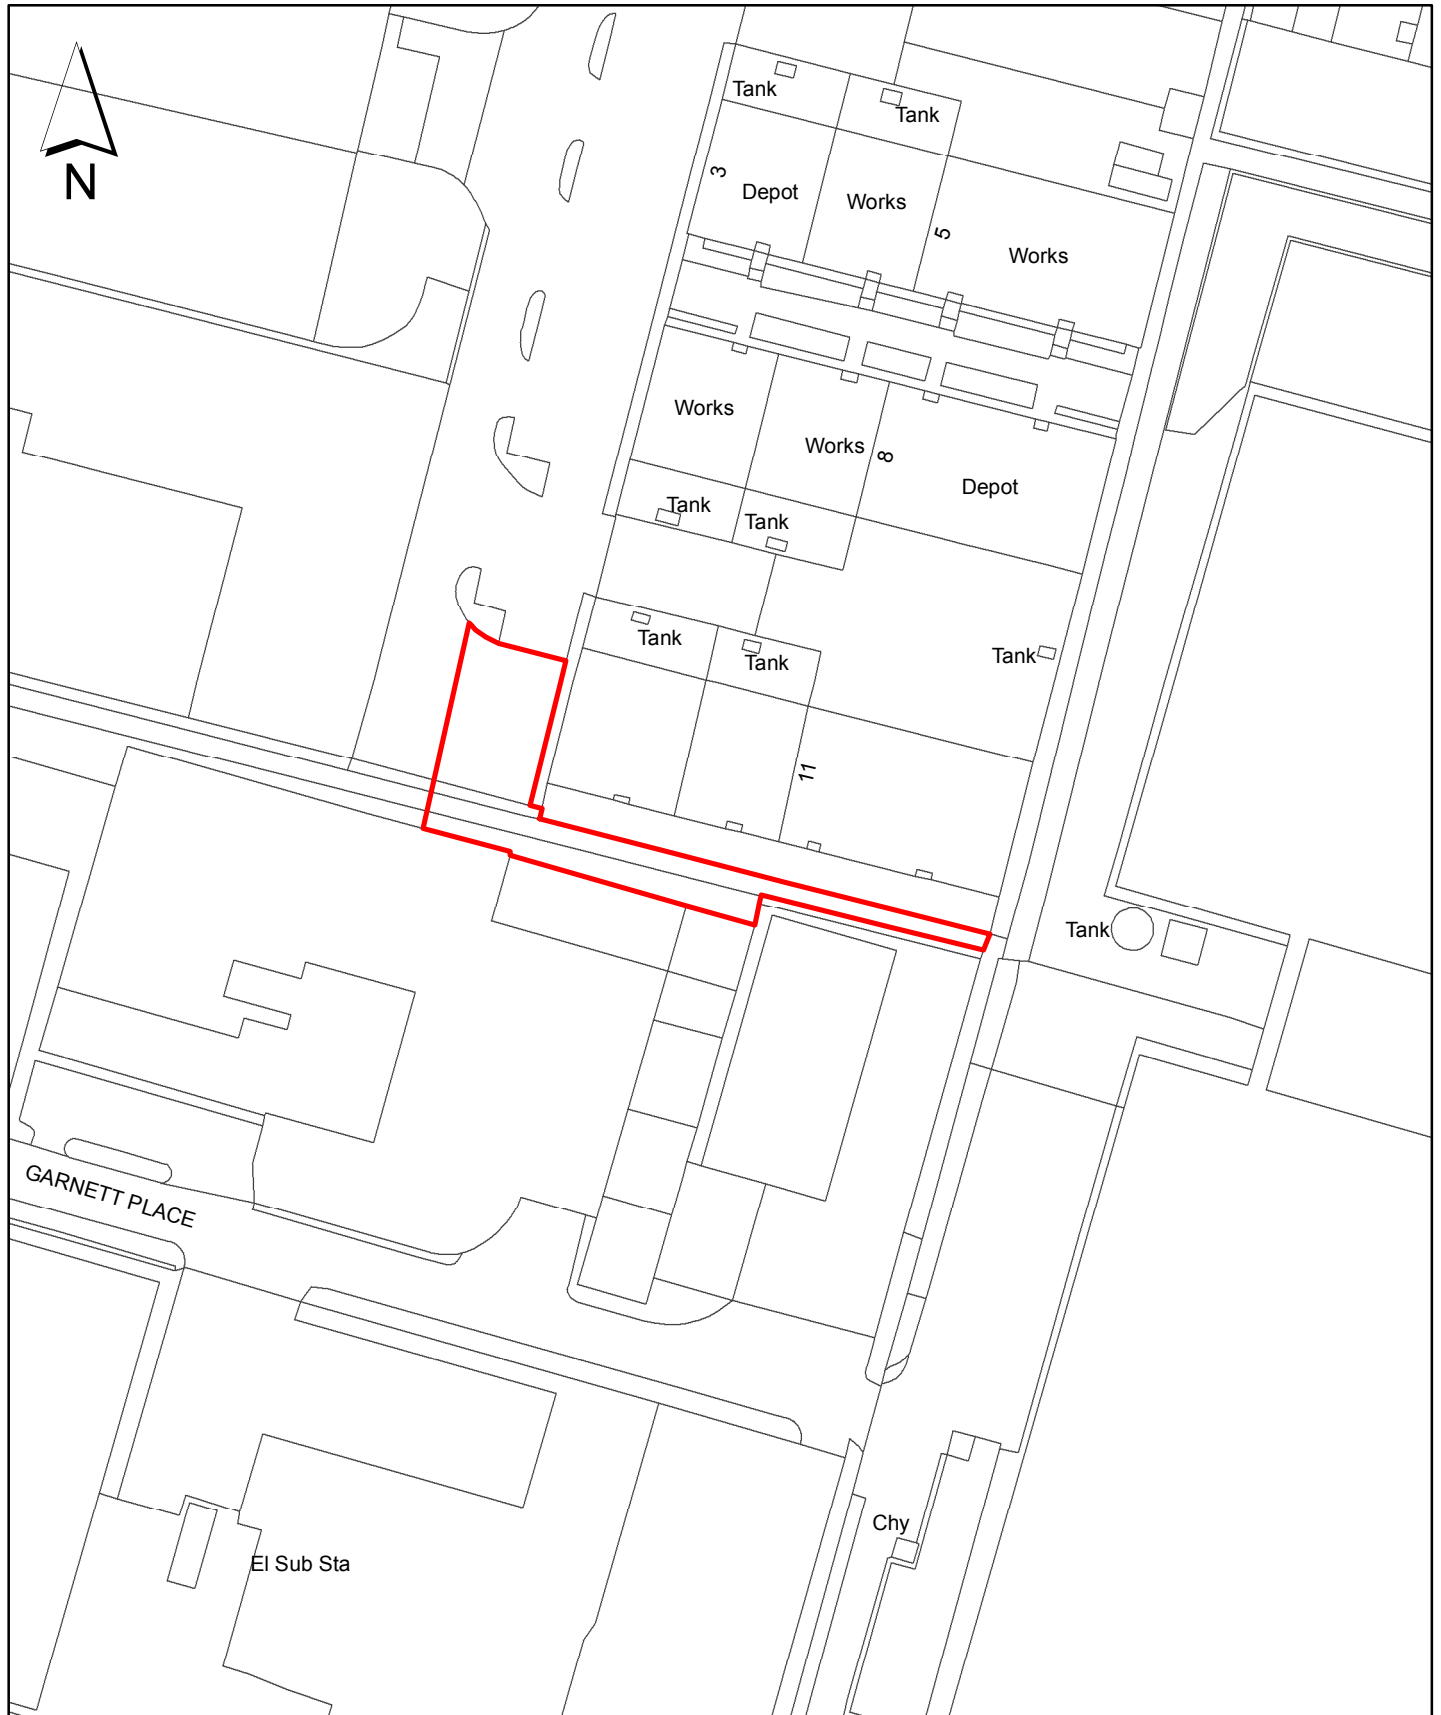 Tank
Tank
N
3
Depot
Works
5
Works
Works
Works
8
Depot
Tank
Tank
Tank
Tank
Tank
11
Tank
GARNETT PLACE
Chy
El Sub Sta